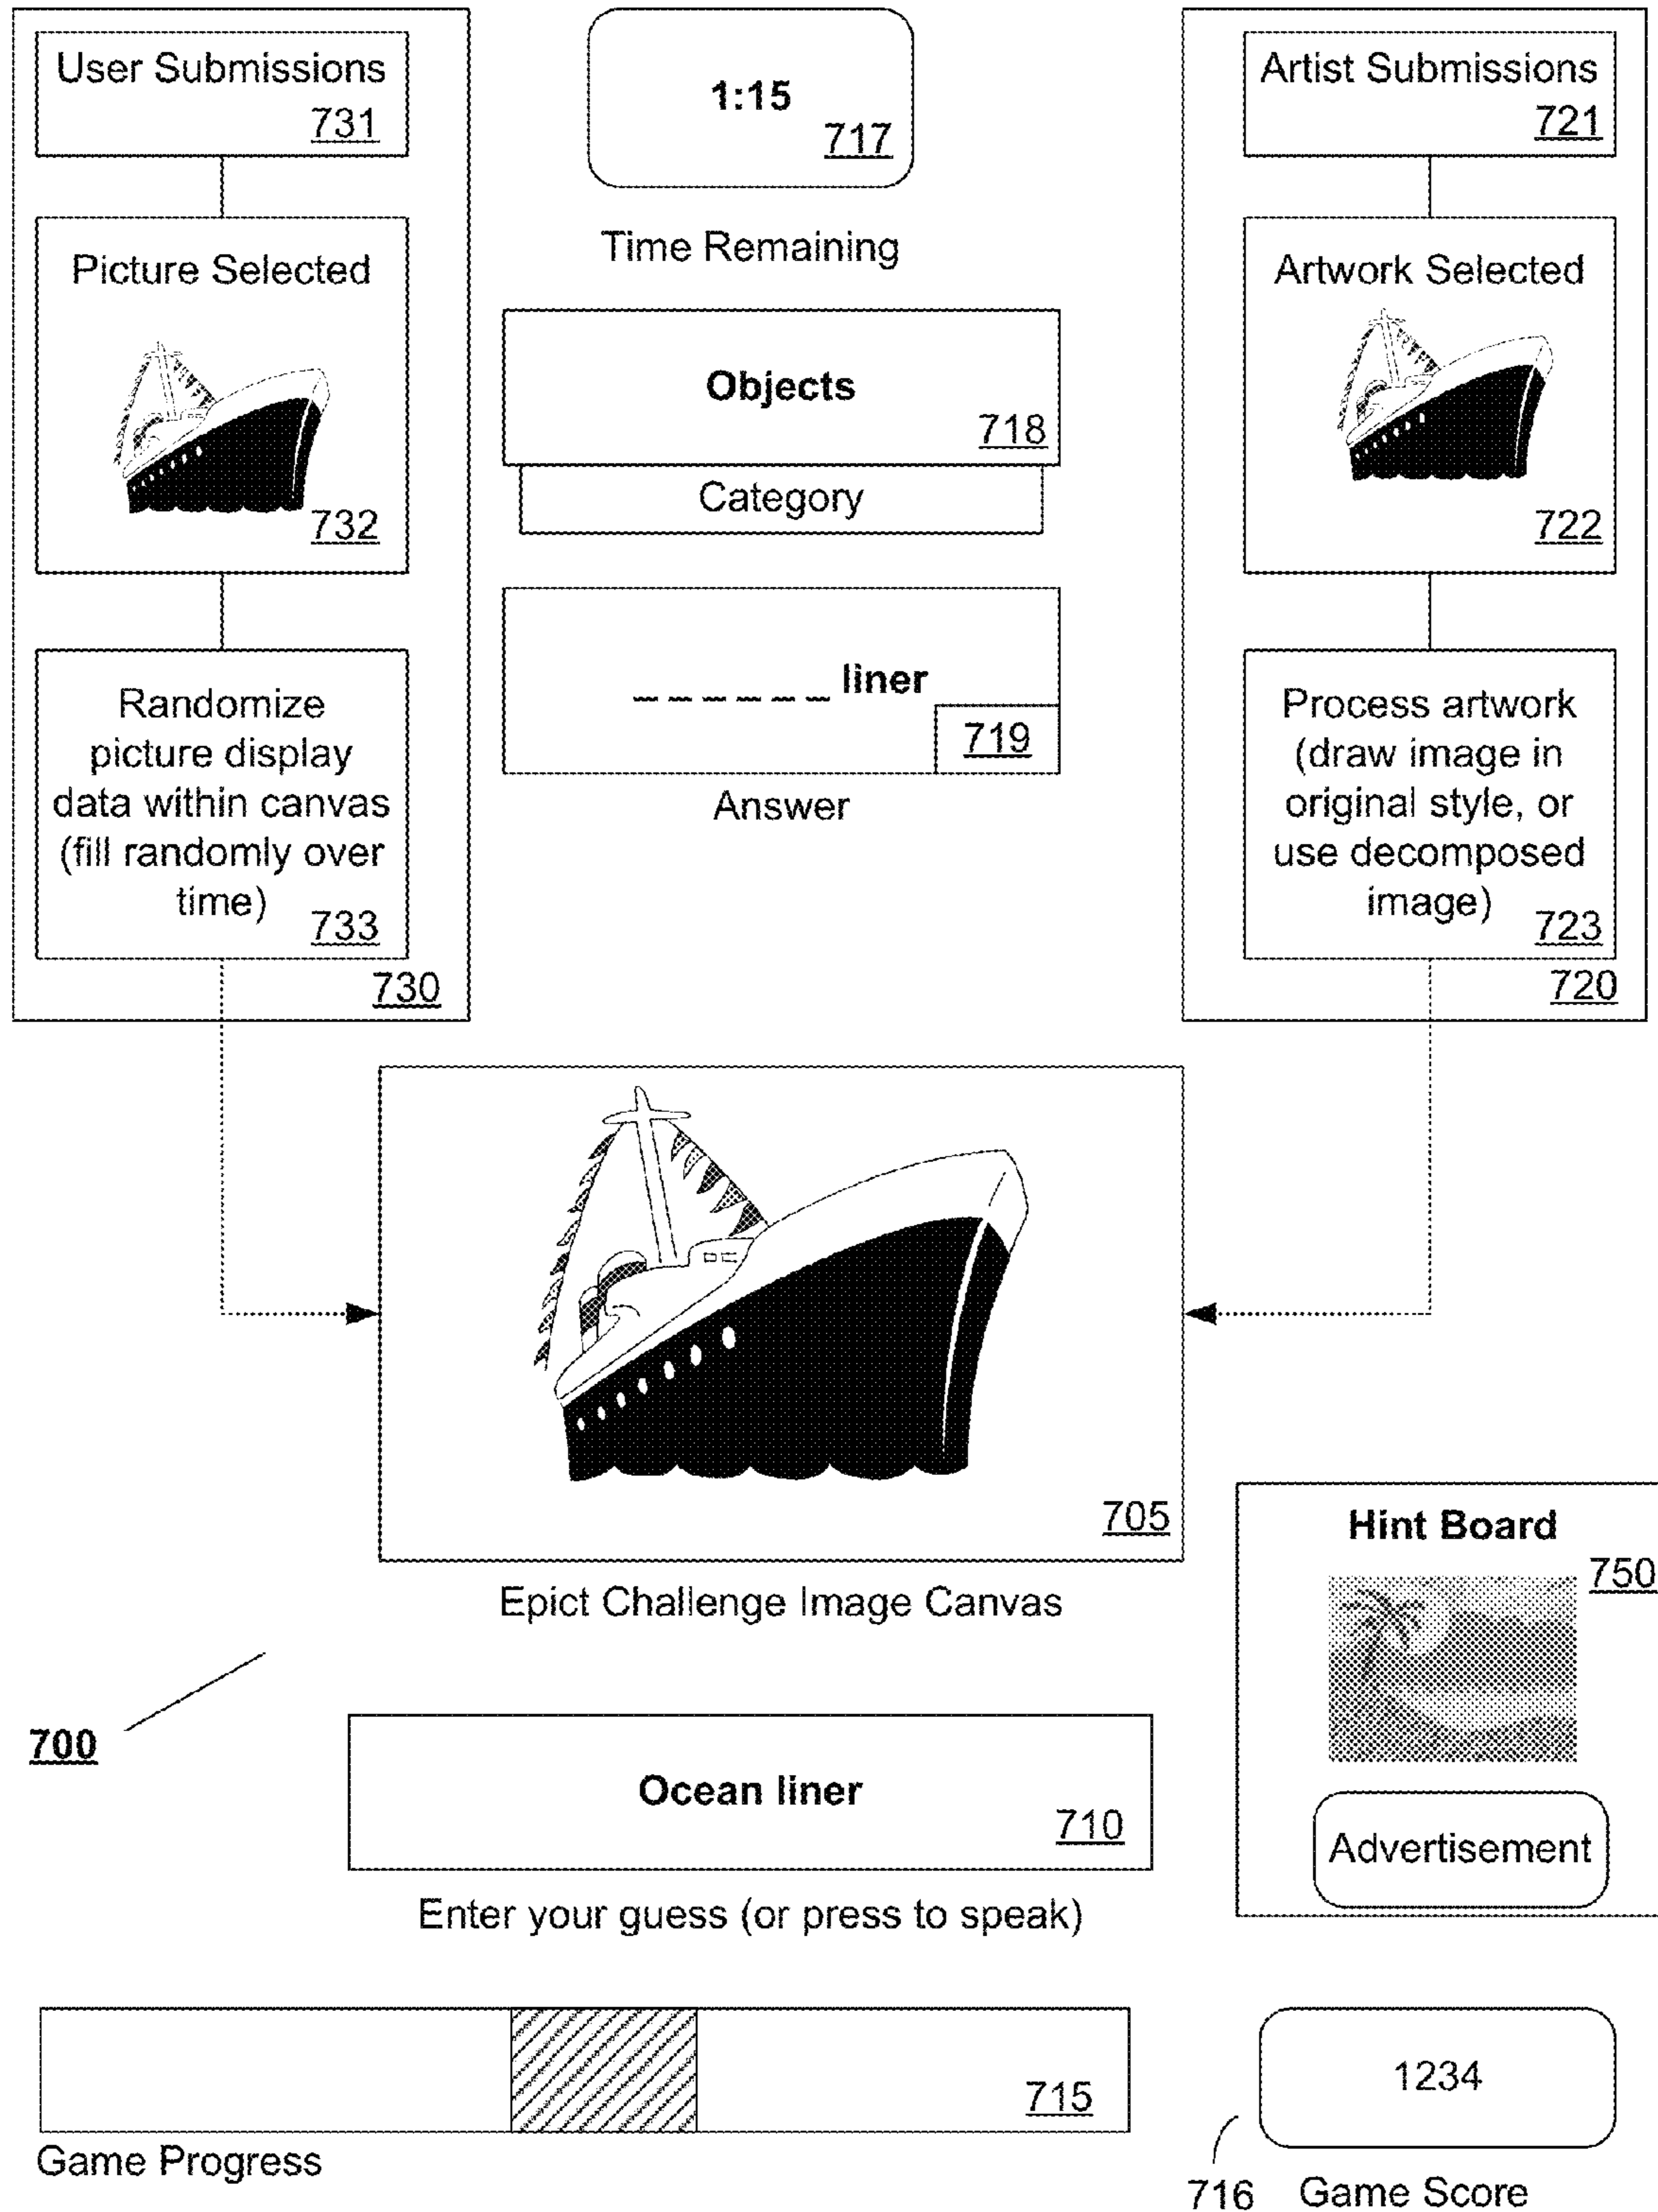 User Submissions
731
Picture Selected
732
Randomize
picture display
data within canvas
(fill randomly over
time)
733
730
1:15
717
Time Remaining
Objects
718
Category
_ _ _ _ _ _ liner
719
Answer
Artist Submissions
721
Artwork Selected
722
Process artwork
(draw image in
original style, or
use decomposed
image)
723
720
705
Epict Challenge Image Canvas
Hint Board
750
Advertisement
700
Ocean liner
710
Enter your guess (or press to speak)
715
Game Progress
1234
716
Game Score